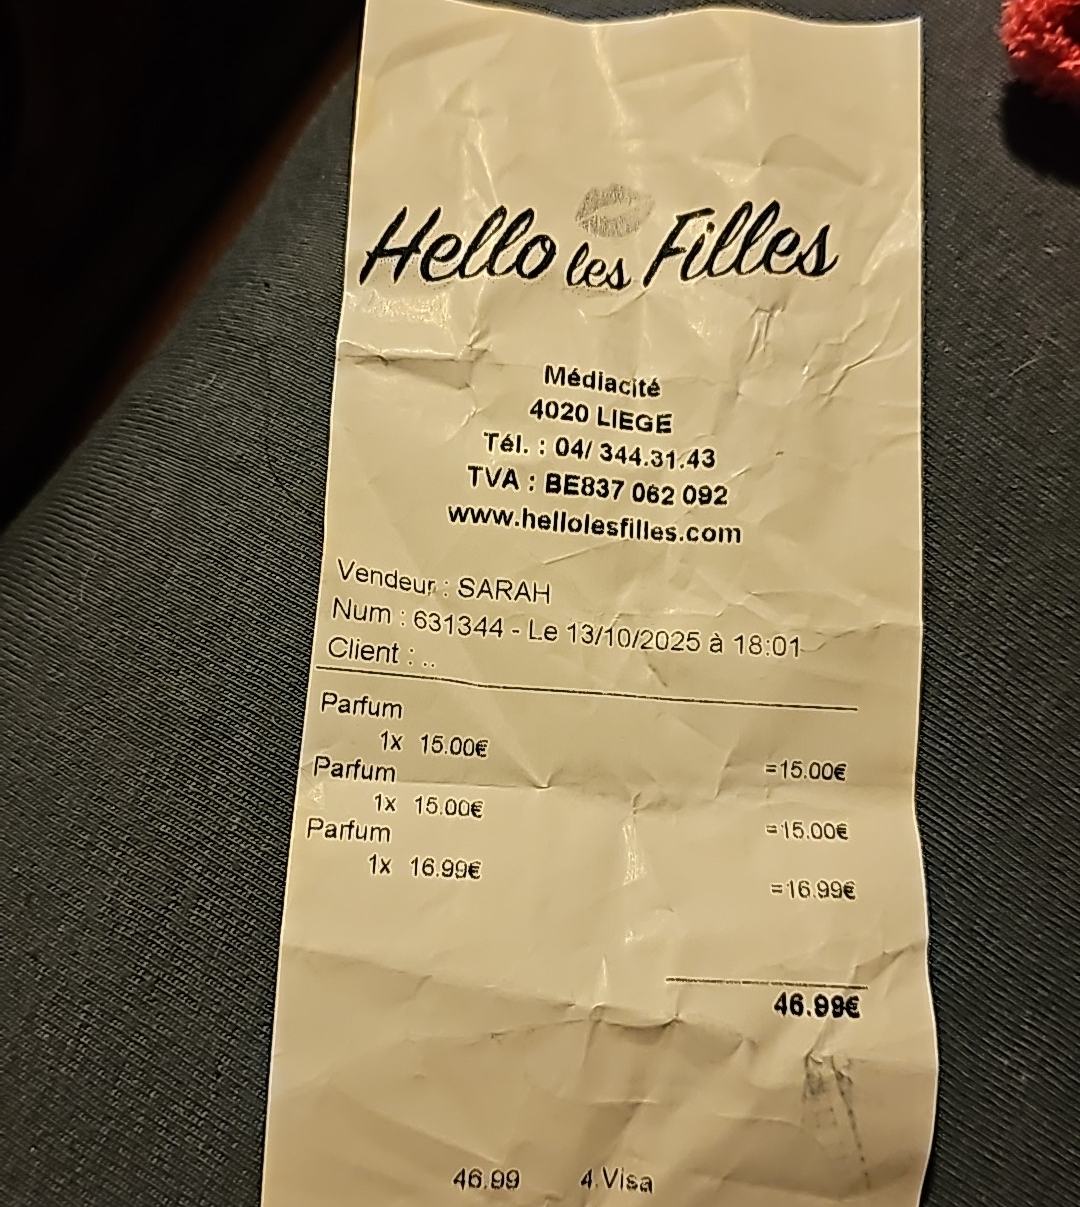 Hello les Filles
Médiacité
4020 LIEGE
Tél. : 04/ 344.31.43
TVA : BE837 062 092
www.hellolesfilles.com
Vendeur : SARAH
Num : 631344 - Le 13/10/2025 à 18:01
Client : ..
Parfum
1x 15.00€ =15.00€
Parfum
1x 15.00€ =15.00€
Parfum
1x 16.99€ =16.99€
46.99€
46.99 4.Visa